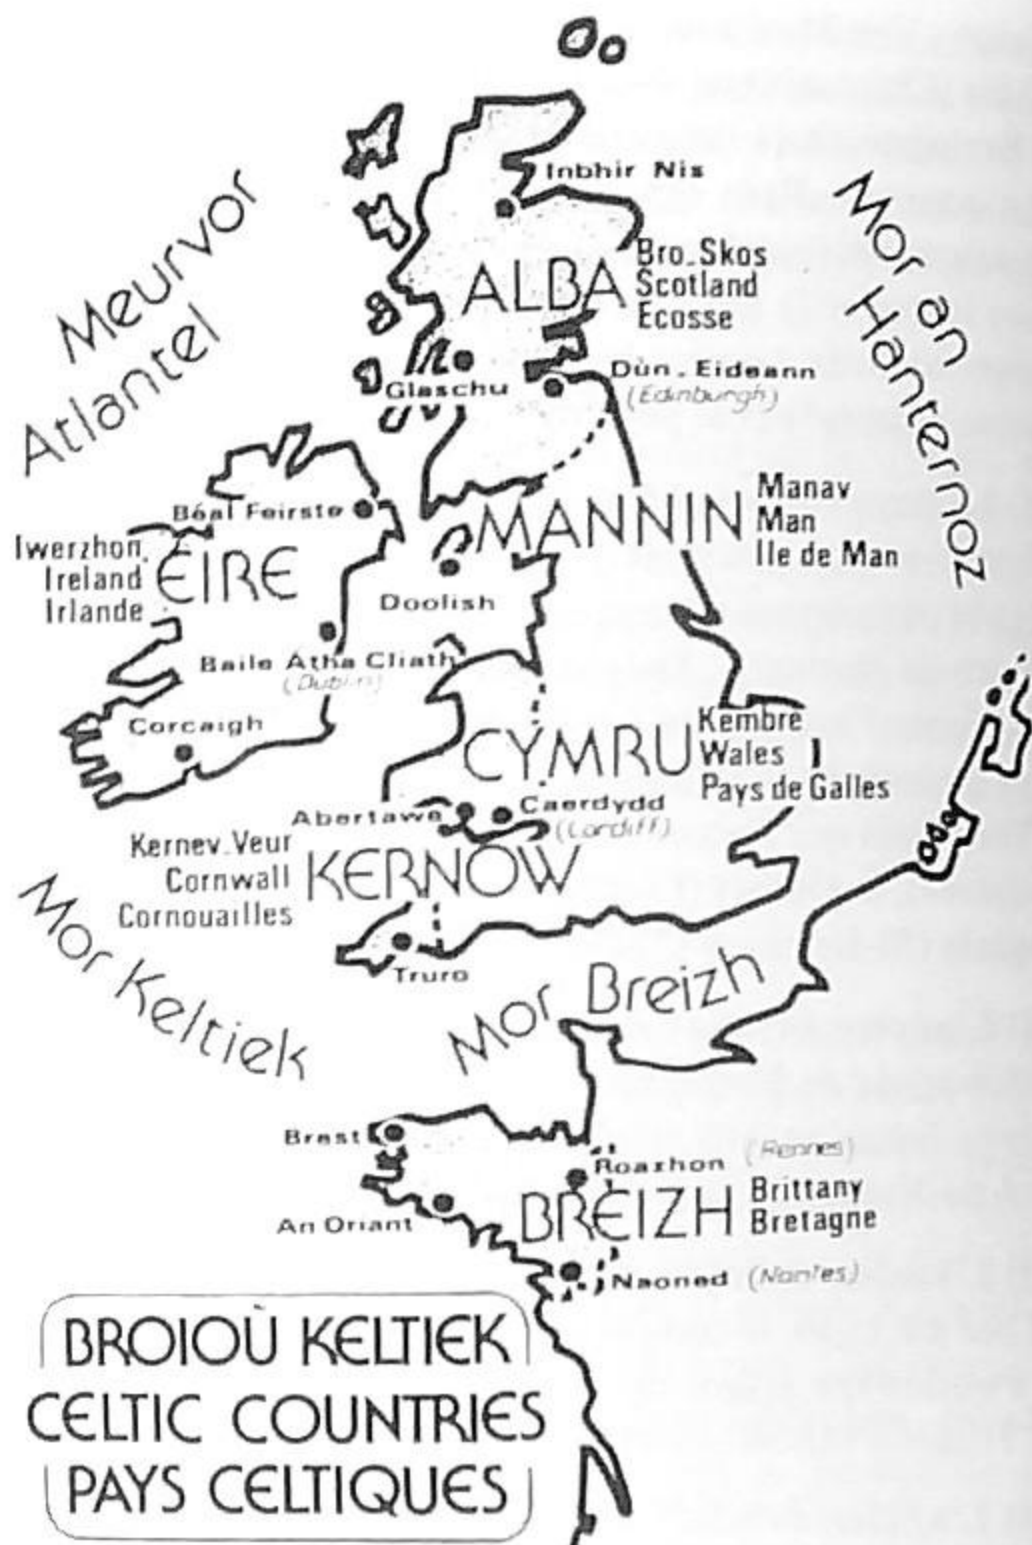 Inbhir Nis
Meurvor
Atlantel
Mor an
Hanternoz
ALBA
Bro-Skos
Scotland
Ecosse
Glaschu
Dùn-Eideann
(Edinburgh)
Béal Feirste
MANNIN
Manav
Man
Ile de Man
Iwerzhon
Ireland
Irlande
ÉIRE
Doolish
Baile Átha Cliath
(Dublin)
Corcaigh
CYMRU
Kembre
Wales
Pays de Galles
Abertawe
Caerdydd
(Cardiff)
Kernev-Veur
Cornwall
Cornouailles
KERNOW
Truro
Mor Keltiek
Mor Breizh
Brest
Roazhon (Rennes)
An Oriant
BREIZH
Brittany
Bretagne
Naoned (Nantes)
BROIOÙ KELTIEK
CELTIC COUNTRIES
PAYS CELTIQUES